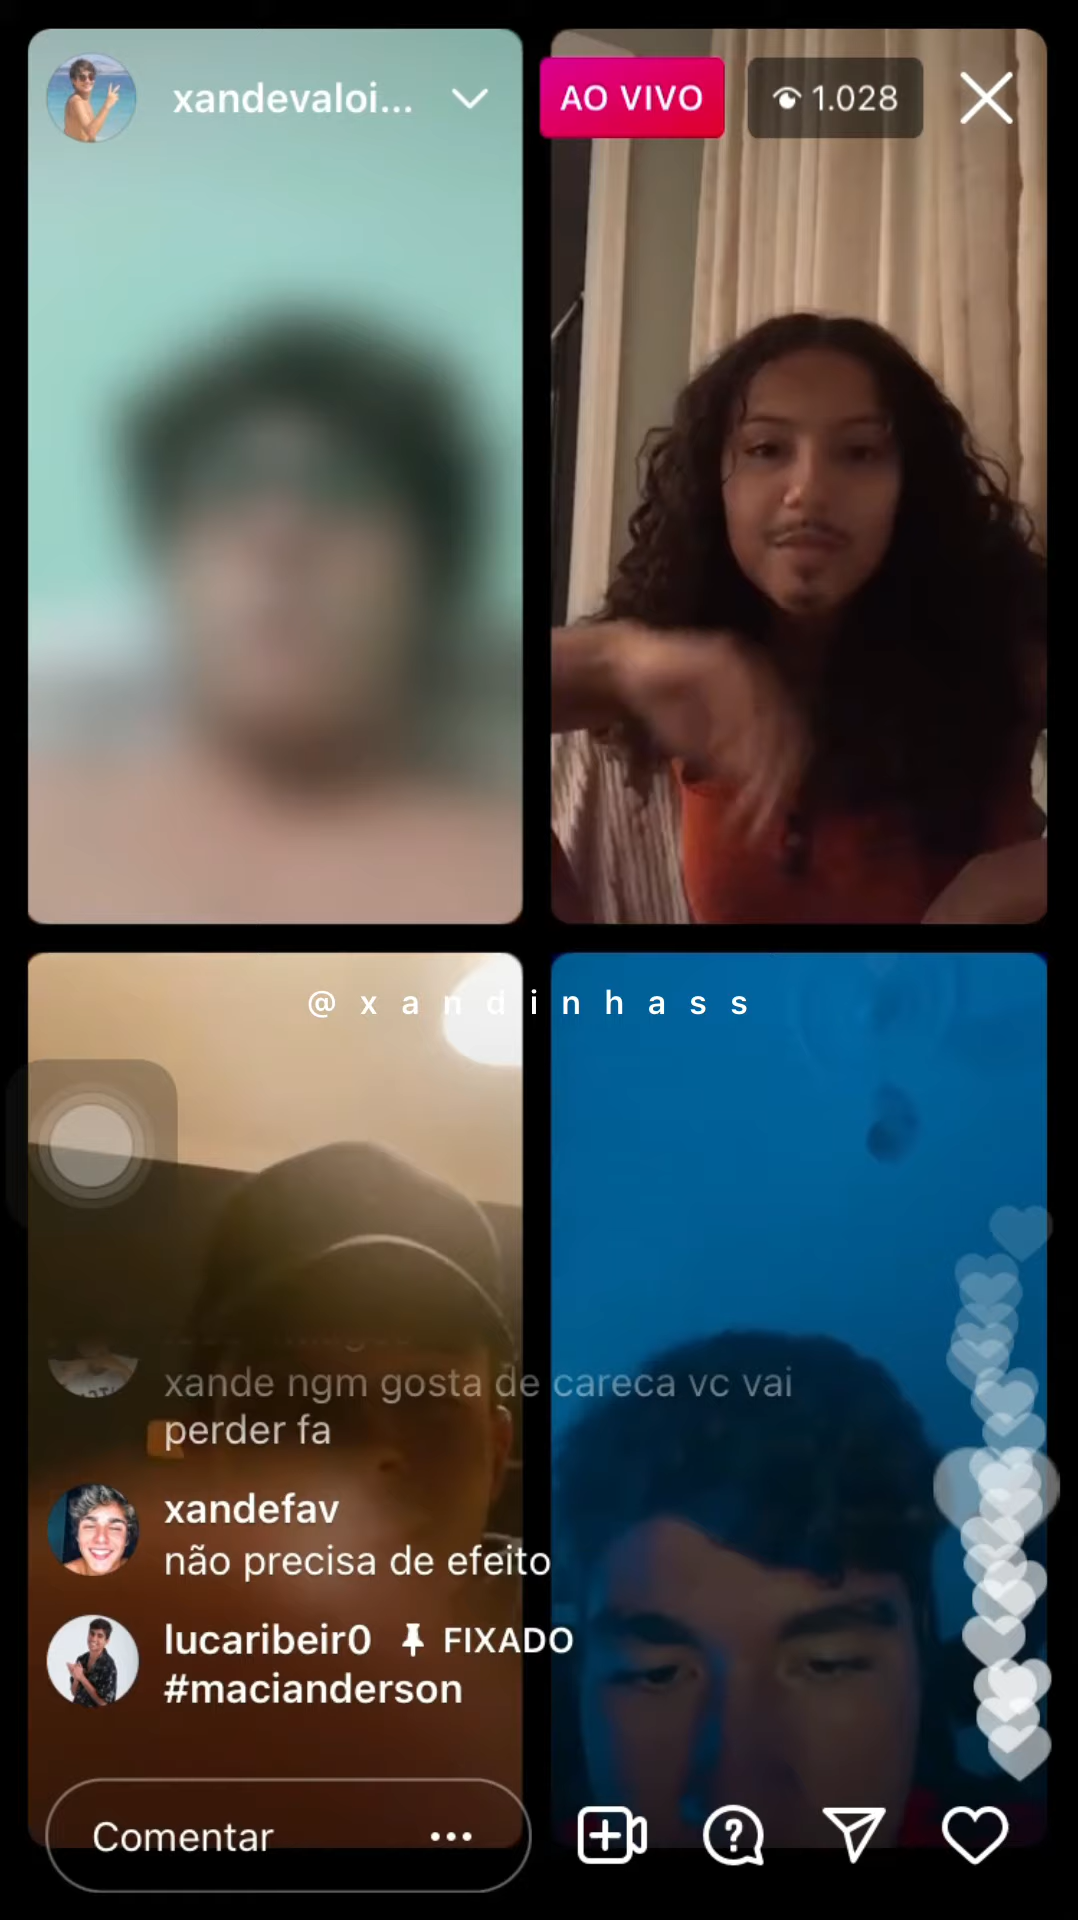 xandevaloi...
AO VIVO
1.028
@xandinhass
xande ngm gosta de careca vc vai
perder fa
xandefav
não precisa de efeito
lucaribeir0 FIXADO
#macianderson
Comentar